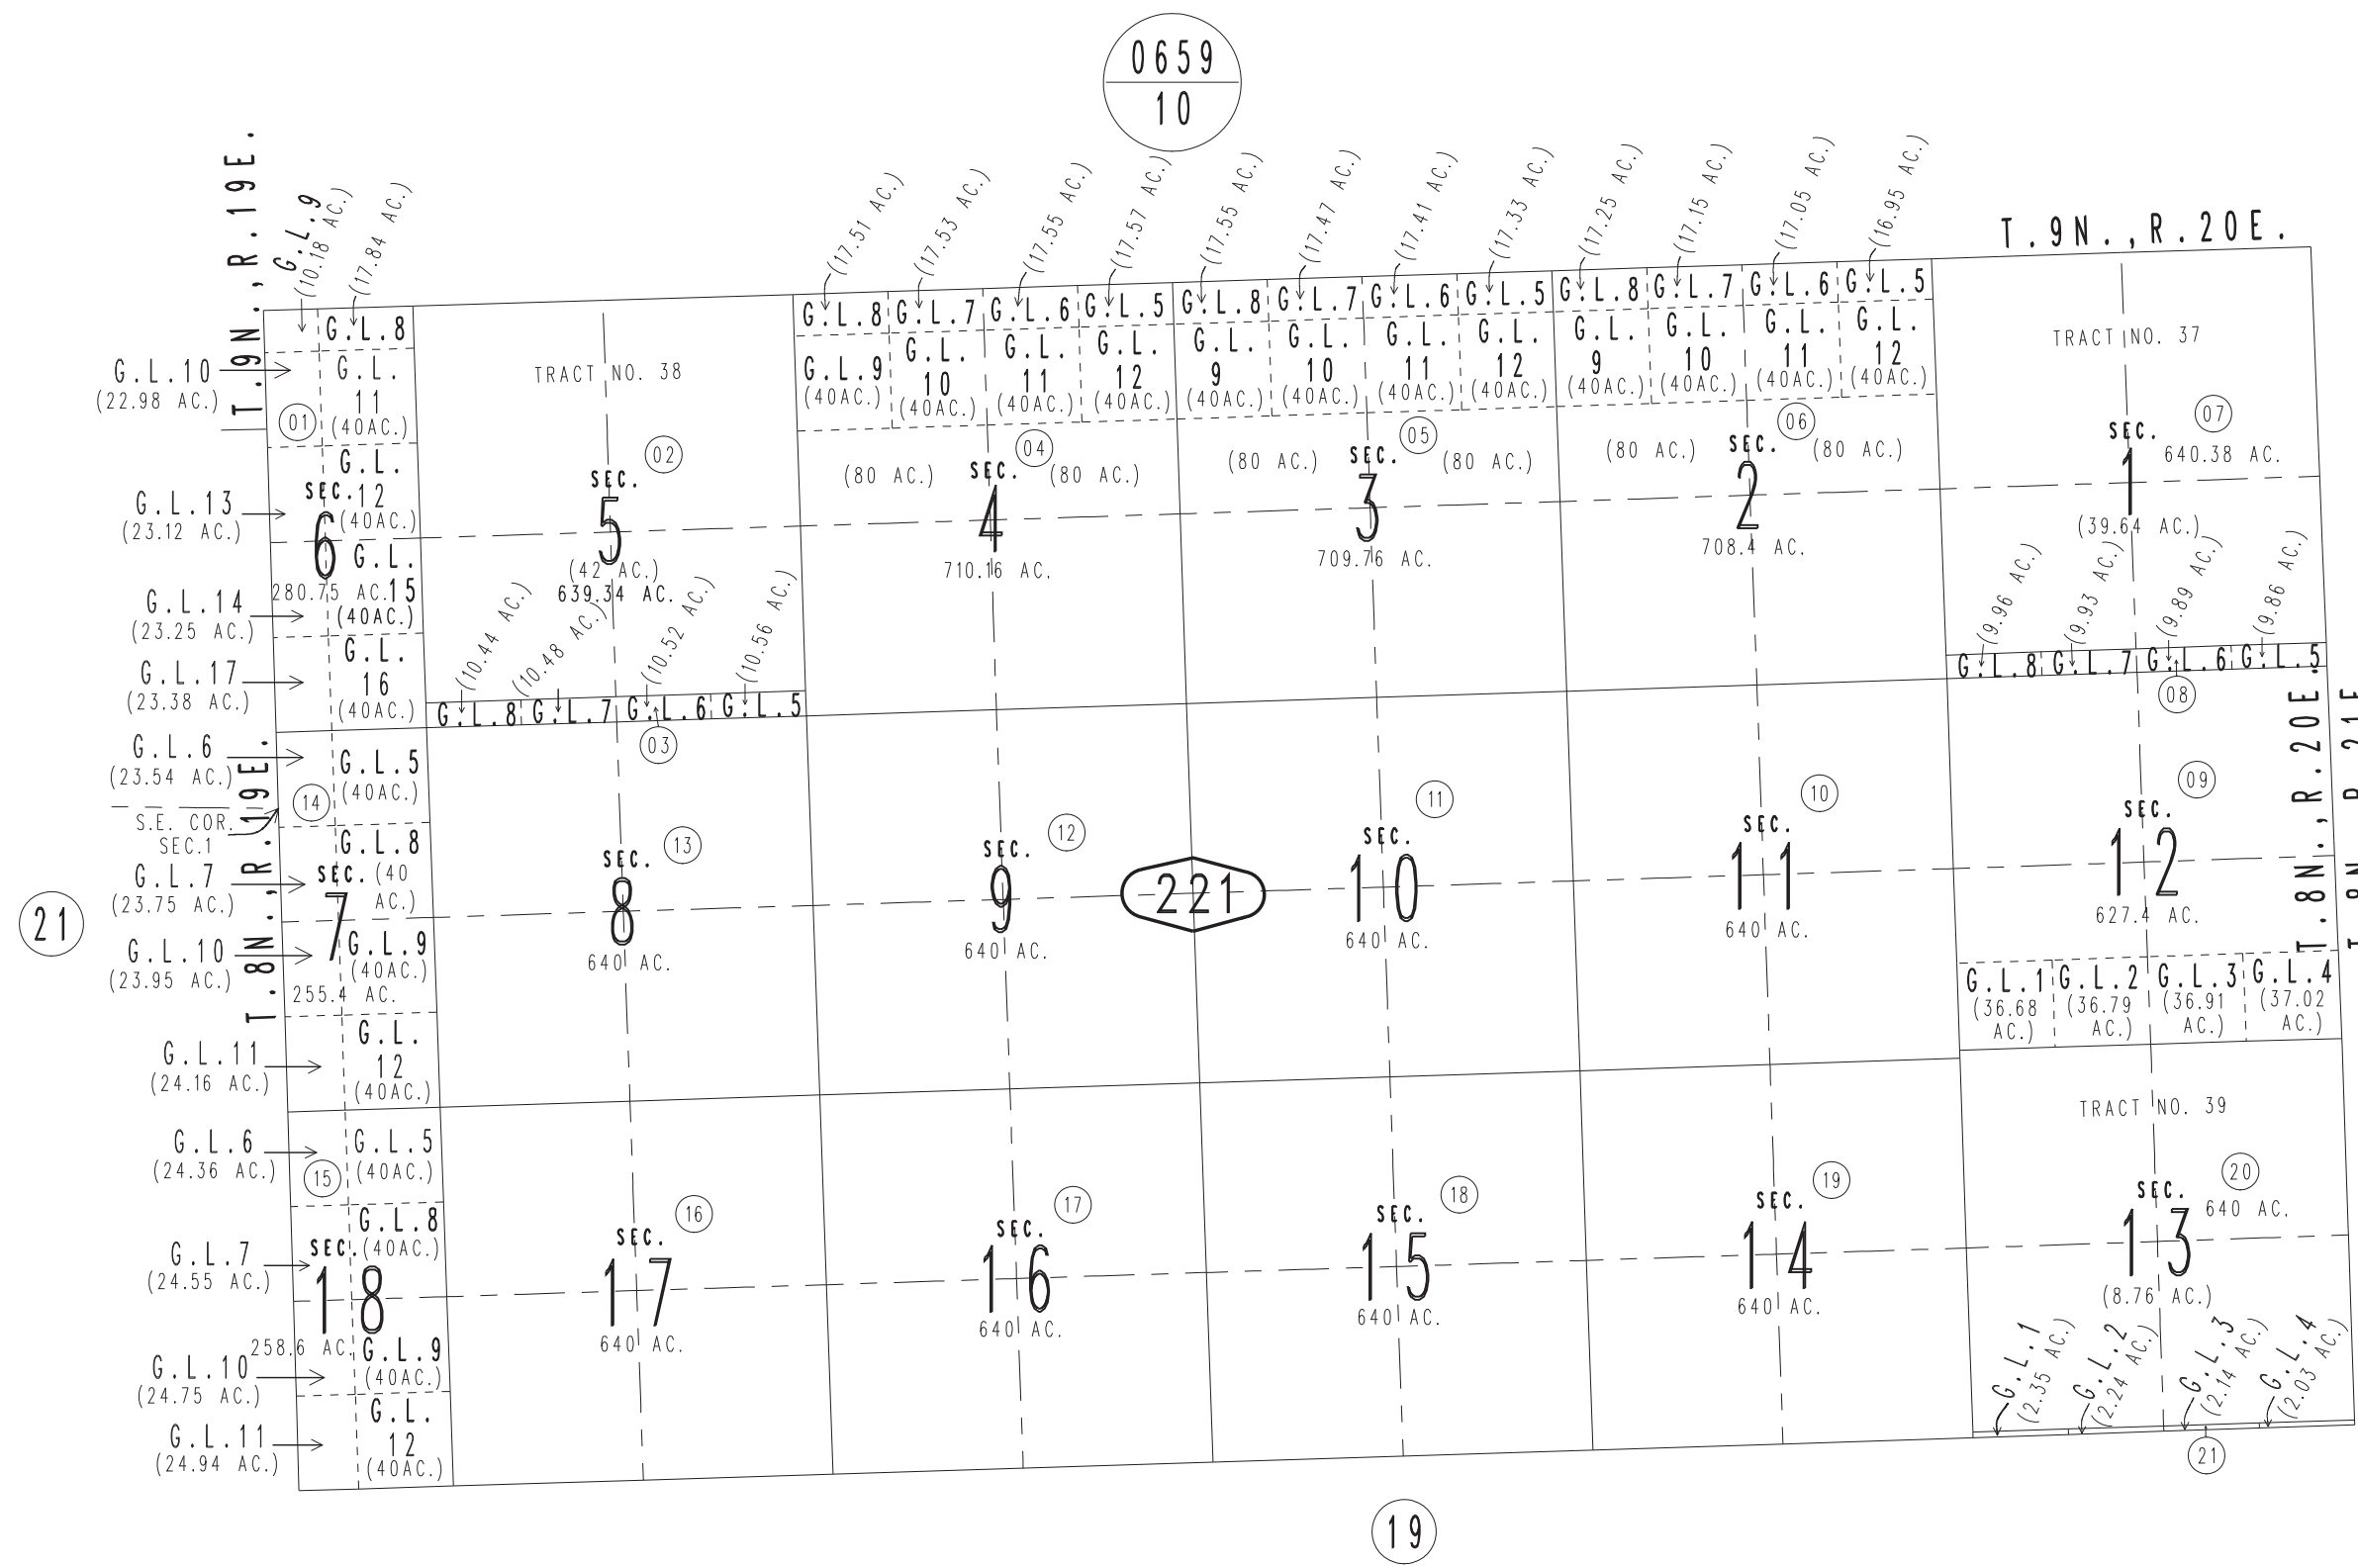 0659
10
T.9N.,R.19E.
G.L.9
(10.18 AC.)
(17.84 AC.)
(17.51 AC.)
(17.53 AC.)
(17.55 AC.)
(17.57 AC.)
(17.55 AC.)
(17.47 AC.)
(17.41 AC.)
(17.33 AC.)
(17.25 AC.)
(17.15 AC.)
(17.05 AC.)
(16.95 AC.)
T.9N.,R.20E.
G.L.8
G.L.8 G.L.7 G.L.6 G.L.5
G.L.8 G.L.7 G.L.6 G.L.5
G.L.8 G.L.7 G.L.6 G.L.5
G.L.10
(22.98 AC.)
01
G.L.
11
(40AC.)
TRACT NO. 38
G.L.9
(40AC.)
G.L.
10
(40AC.)
G.L.
11
(40AC.)
G.L.
12
(40AC.)
G.L.
9
(40AC.)
G.L.
10
(40AC.)
G.L.
11
(40AC.)
G.L.
12
(40AC.)
G.L.
9
(40AC.)
G.L.
10
(40AC.)
G.L.
11
(40AC.)
G.L.
12
(40AC.)
TRACT NO. 37
G.L.13
(23.12 AC.)
G.L.
12
(40AC.)
SEC.
6
280.75 AC.
G.L.
15
(40AC.)
G.L.14
(23.25 AC.)
G.L.17
(23.38 AC.)
G.L.
16
(40AC.)
02
SEC.
5
(42 AC.)
639.34 AC.
(10.44 AC.)
(10.48 AC.)
(10.52 AC.)
(10.56 AC.)
G.L.8 G.L.7 G.L.6 G.L.5
03
(80 AC.)
04
SEC.
4
(80 AC.)
710.16 AC.
(80 AC.)
05
SEC.
3
(80 AC.)
709.76 AC.
(80 AC.)
06
SEC.
2
(80 AC.)
708.4 AC.
07
SEC.
1
640.38 AC.
(39.64 AC.)
(9.96 AC.)
(9.93 AC.)
(9.89 AC.)
(9.86 AC.)
G.L.8 G.L.7 G.L.6 G.L.5
08
G.L.6
(23.54 AC.)
S.E. COR.
SEC.1
T.8N.,R.19E.
14
G.L.5
(40AC.)
G.L.8
(40
AC.)
SEC.
7
255.4 AC.
G.L.7
(23.75 AC.)
G.L.10
(23.95 AC.)
G.L.9
(40AC.)
G.L.11
(24.16 AC.)
G.L.
12
(40AC.)
21
13
SEC.
8
640 AC.
12
SEC.
9
640 AC.
221
11
SEC.
10
640 AC.
10
SEC.
11
640 AC.
09
SEC.
12
627.4 AC.
T.8N.,R.20E.
G.L.1
(36.68
AC.)
G.L.2
(36.79
AC.)
G.L.3
(36.91
AC.)
G.L.4
(37.02
AC.)
G.L.6
(24.36 AC.)
15
G.L.5
(40AC.)
G.L.8
(40AC.)
SEC.
18
258.6 AC.
G.L.7
(24.55 AC.)
G.L.10
(24.75 AC.)
G.L.9
(40AC.)
G.L.11
(24.94 AC.)
G.L.
12
(40AC.)
16
SEC.
17
640 AC.
17
SEC.
16
640 AC.
18
SEC.
15
640 AC.
19
SEC.
14
640 AC.
TRACT NO. 39
20
SEC.
13
640 AC.
(8.76 AC.)
G.L.1
(2.35 AC.)
G.L.2
(2.24 AC.)
G.L.3
(2.14 AC.)
G.L.4
(2.03 AC.)
21
19